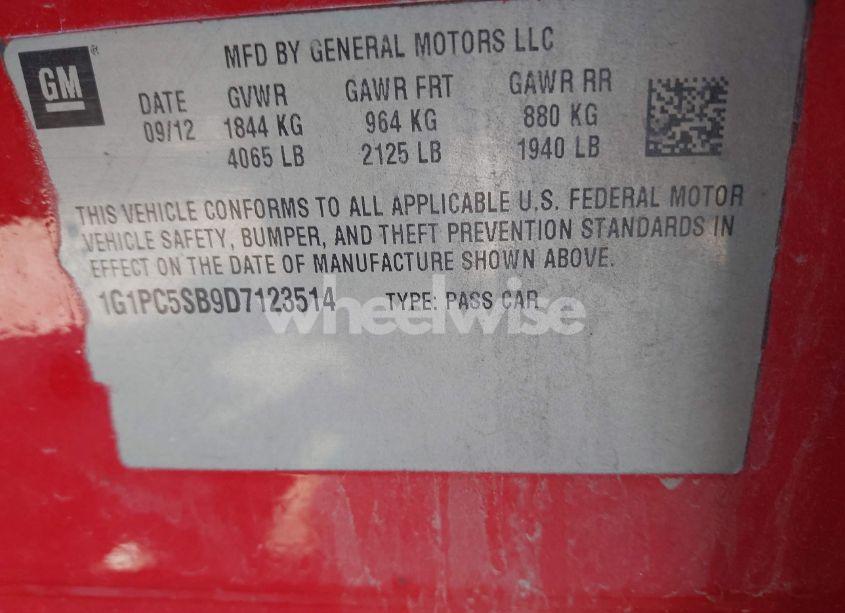 GM®
MFD BY GENERAL MOTORS LLC
DATE GVWR GAWR FRT GAWR RR
09/12 1844 KG 964 KG 880 KG
4065 LB 2125 LB 1940 LB
THIS VEHICLE CONFORMS TO ALL APPLICABLE U.S. FEDERAL MOTOR
VEHICLE SAFETY, BUMPER, AND THEFT PREVENTION STANDARDS IN
EFFECT ON THE DATE OF MANUFACTURE SHOWN ABOVE.
1G1PC5SB9D7123514 TYPE: PASS CAR
wheelwise